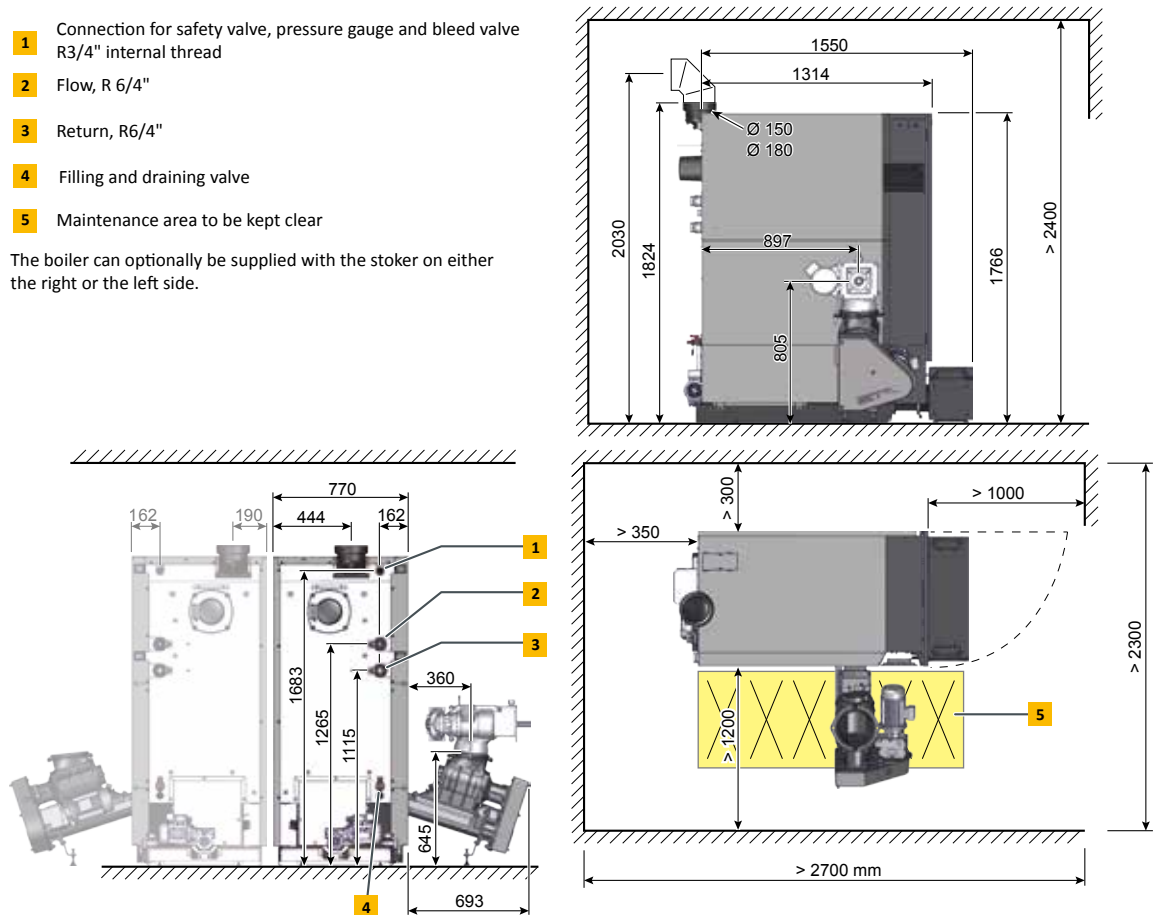 1 Connection for safety valve, pressure gauge and bleed valve
R3/4" internal thread
2 Flow, R 6/4"
3 Return, R6/4"
4 Filling and draining valve
5 Maintenance area to be kept clear
The boiler can optionally be supplied with the stoker on either
the right or the left side.
1550
1314
Ø 150
Ø 180
2030
1824
897
805
1766
> 2400
770
162
190
444
162
1
2
3
1683
1265
1115
360
645
693
4
> 300
> 1000
> 350
> 1200
5
> 2300
> 2700 mm